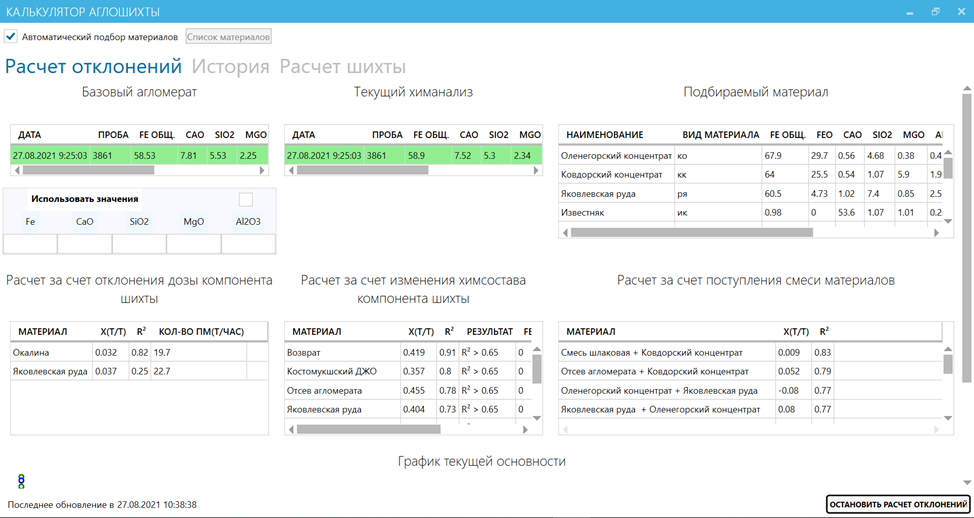 КАЛЬКУЛЯТОР АГЛОШИХТЫ
Автоматический подбор материалов Список материалов
Расчет отклонений История Расчет шихты
Базовый агломерат
ДАТА ПРОБА FE ОБЩ. CAO SIO2 MGO
27.08.2021 9:25:03 3861 58.53 7.81 5.53 2.25
Текущий химанализ
ДАТА ПРОБА FE ОБЩ. CAO SIO2 MGO
27.08.2021 9:25:03 3861 58.9 7.52 5.3 2.34
Подбираемый материал
НАИМЕНОВАНИЕ ВИД МАТЕРИАЛА FE ОБЩ. FEO CAO SIO2 MGO
Оленегорский концентрат ко 67.9 29.7 0.56 4.68 0.38 0.4
Ковдорский концентрат кк 64 25.5 0.54 1.07 5.9 1.9
Яковлевская руда ря 60.5 4.73 1.02 7.4 0.85 2.5
Известняк ик 0.98 0 53.6 1.07 1.01 0.2
Использовать значения
Fe CaO SiO2 MgO Al2O3
Расчет за счет отклонения дозы компонента
шихты
МАТЕРИАЛ X(Т/Т) R² КОЛ-ВО ПМ(Т/ЧАС)
Окалина 0.032 0.82 19.7
Яковлевская руда 0.037 0.25 22.7
Расчет за счет изменения химсостава
компонента шихты
МАТЕРИАЛ X(Т/Т) R² РЕЗУЛЬТАТ FE
Возврат 0.419 0.91 R² > 0.65 0
Костомукшский ДЖО 0.357 0.8 R² > 0.65 0
Отсев агломерата 0.455 0.78 R² > 0.65 0
Яковлевская руда 0.404 0.73 R² > 0.65 0
Расчет за счет поступления смеси материалов
МАТЕРИАЛ X(Т/Т) R²
Смесь шлаковая + Ковдорский концентрат 0.009 0.83
Отсев агломерата + Ковдорский концентрат 0.052 0.79
Оленегорский концентрат + Яковлевская руда -0.08 0.77
Яковлевская руда + Оленегорский концентрат 0.08 0.77
График текущей основности
Последнее обновление в 27.08.2021 10:38:38
ОСТАНОВИТЬ РАСЧЕТ ОТКЛОНЕНИЙ